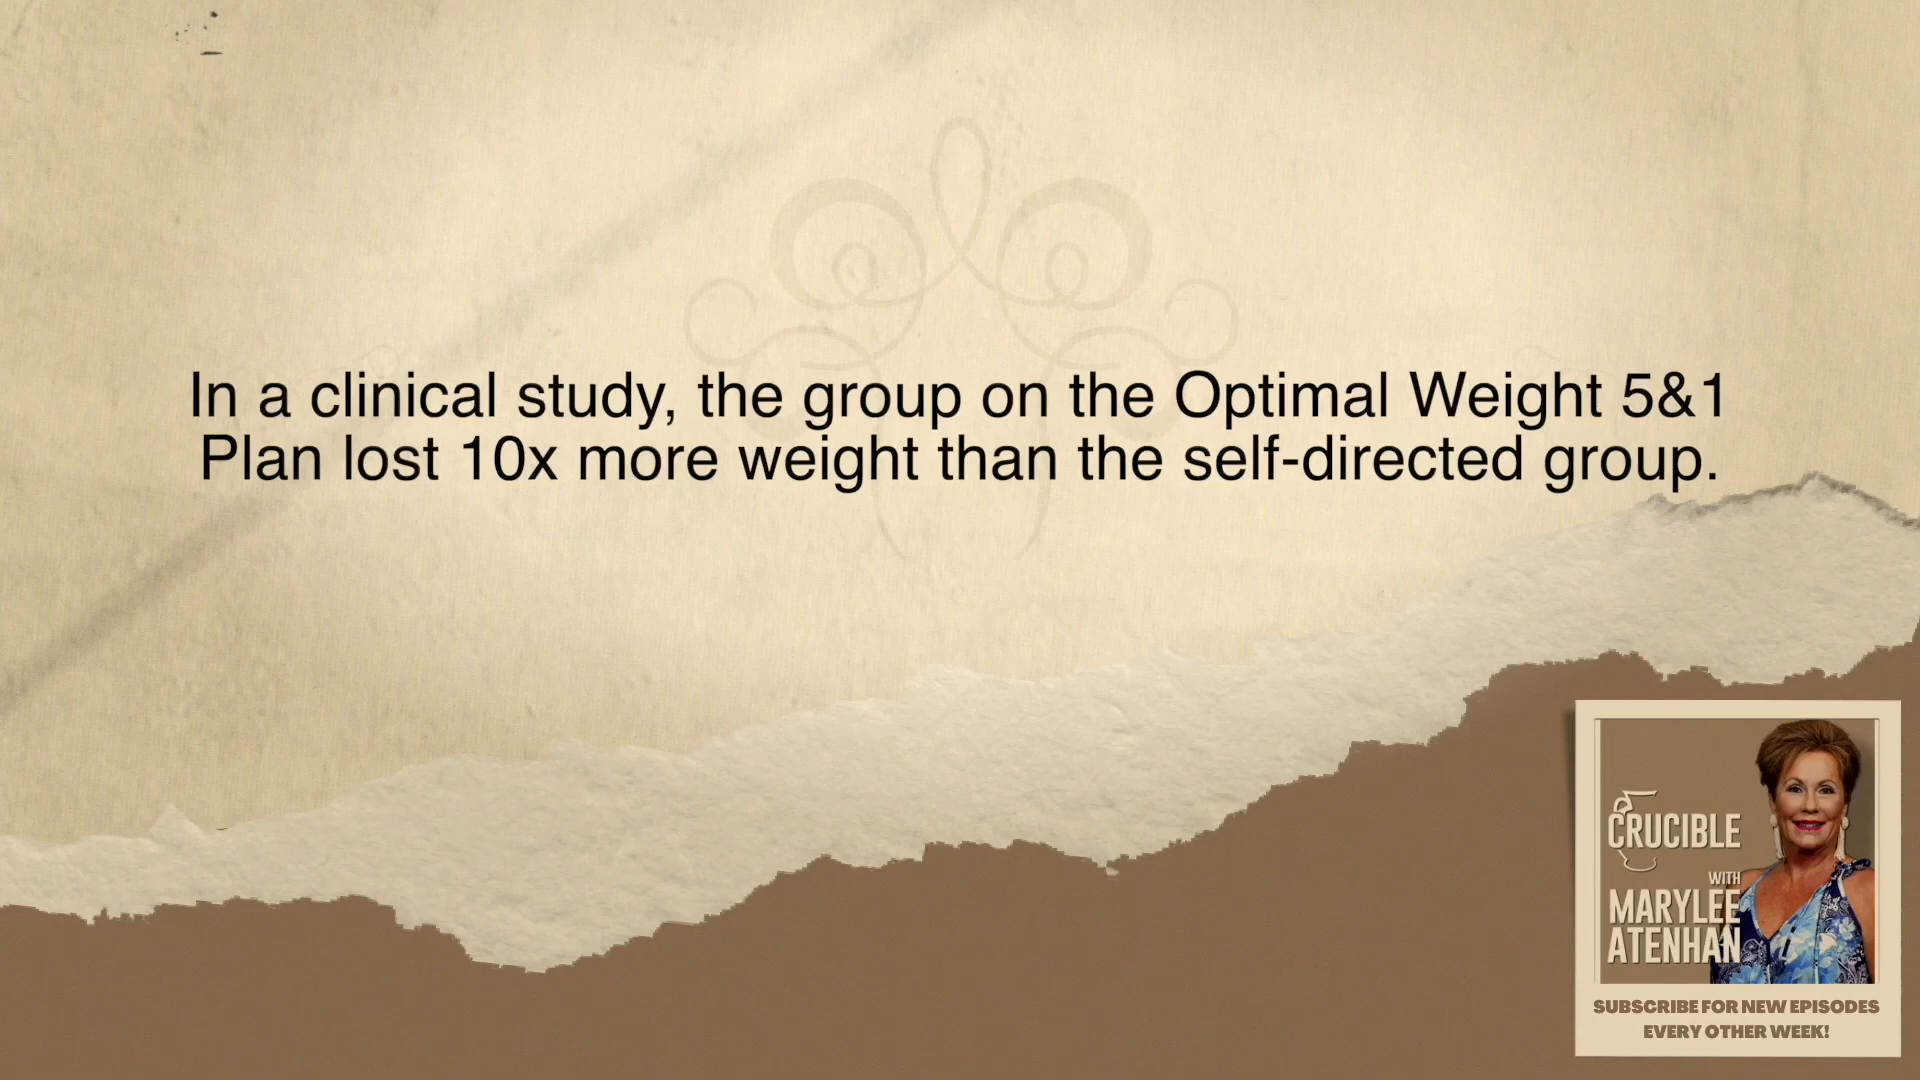 In a clinical study, the group on the Optimal Weight 5&1
Plan lost 10x more weight than the self-directed group.
CRUCIBLE
WITH
MARYLEE
ATENHAN
SUBSCRIBE FOR NEW EPISODES
EVERY OTHER WEEK!